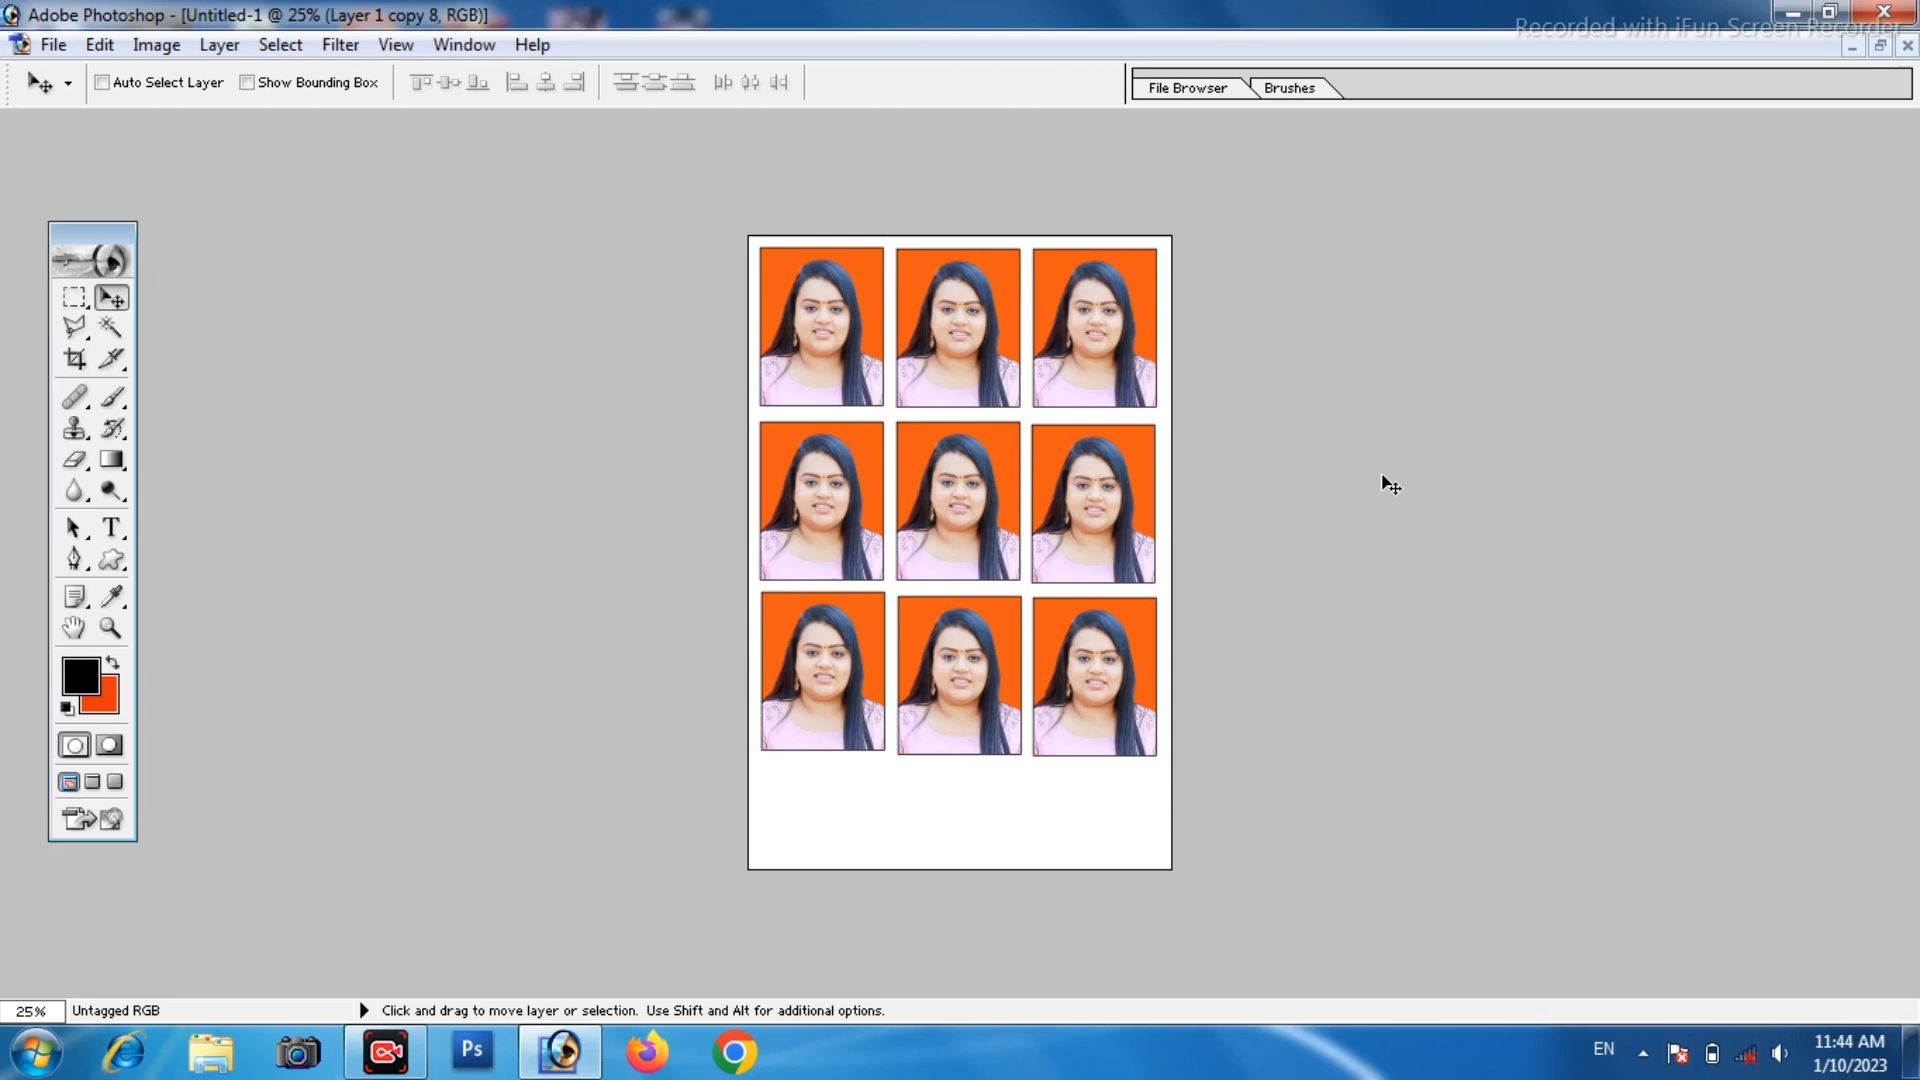 Adobe Photoshop - [Untitled-1 @ 25% (Layer 1 copy 8, RGB)]
Recorded with iFun Screen Recorder
File Edit Image Layer Select Filter View Window Help
Auto Select Layer Show Bounding Box File Browser Brushes
T
25% Untagged RGB Click and drag to move layer or selection. Use Shift and Alt for additional options.
Ps
EN 11:44 AM
1/10/2023